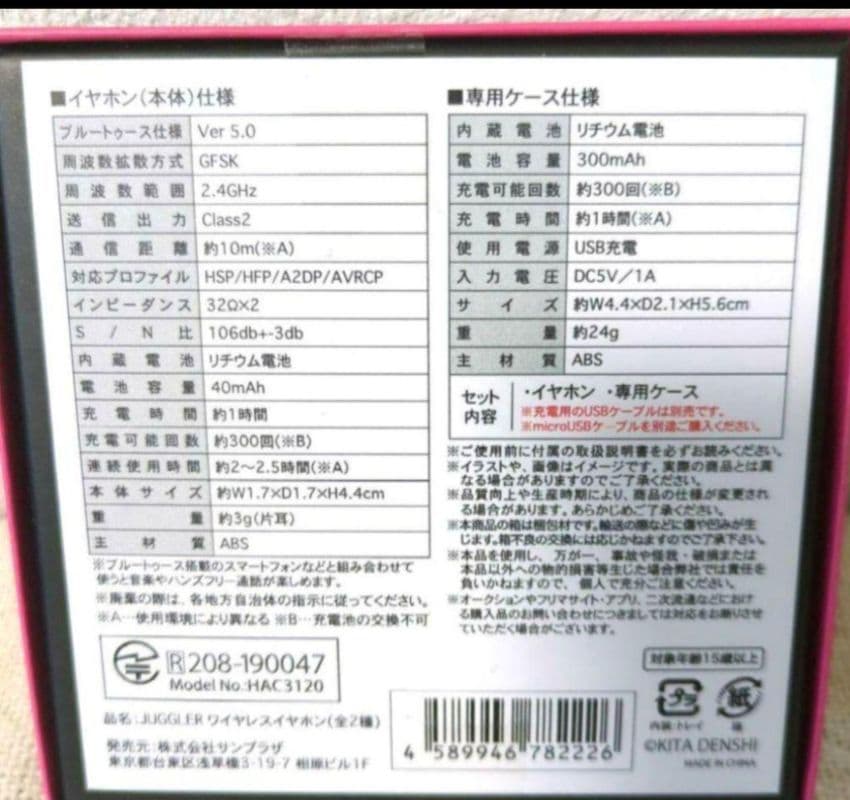 ■イヤホン(本体)仕様
ブルートゥース仕様 Ver 5.0
周波数拡散方式 GFSK
周波数範囲 2.4GHz
送信出力 Class2
通信距離 約10m(※A)
対応プロファイル HSP/HFP/A2DP/AVRCP
インピーダンス 32Ω×2
S/N比 106db+-3db
内蔵電池 リチウム電池
電池容量 40mAh
充電時間 約1時間
充電可能回数 約300回(※B)
連続使用時間 約2～2.5時間(※A)
本体サイズ 約W1.7×D1.7×H4.4cm
重量 約3g(片耳)
主材質 ABS
※ブルートゥース搭載のスマートフォンなどと組み合わせて
使うと音楽やハンズフリー通話が楽しめます。
※廃棄の際は、各地方自治体の指示に従ってください。
※A…使用環境により異なる ※B…充電池の交換不可
R 208-190047
Model No:HAC3120
品名:JUGGLER ワイヤレスイヤホン(全2種)
発売元:株式会社サンプラザ
東京都台東区浅草橋3-19-7 相原ビル1F
■専用ケース仕様
内蔵電池 リチウム電池
電池容量 300mAh
充電可能回数 約300回(※B)
充電時間 約1時間(※A)
使用電源 USB充電
入力電圧 DC5V／1A
サイズ 約W4.4×D2.1×H5.6cm
重量 約24g
主材質 ABS
セット内容 ・イヤホン ・専用ケース
※充電用のUSBケーブルは別売です。
※microUSBケーブルを別途ご購入ください。
※ご使用前に付属の取扱説明書を必ずお読みください。
※イラストや、画像はイメージです。実際の商品とは異
なる場合がありますのでご了承ください。
※品質向上や生産時期により、商品の仕様が変更され
る場合があります。あらかじめご了承ください。
※本商品の箱は梱包材です。輸送の際などに傷や凹みが生
じます。箱不良の交換には応じかねますのでご了承下さい。
※本品を使用し、万が一、事故や怪我・破損または
本品以外への物的損害等生じた場合弊社では責任を
負いかねますので、個人で充分ご注意ください。
※オークションやフリマサイト・アプリ、二次流通などにおけ
る購入品のお問い合わせにつきましては対応をお断りさせ
ていただく場合がございます。
対象年齢15歳以上
プラ
紙
内装:トレイ
箱
4 589946 782226
©KITA DENSHI
MADE IN CHINA